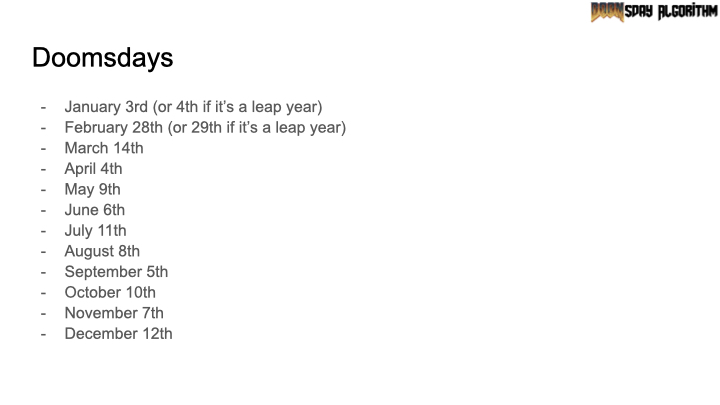 DOOMSDAY ALGORITHM
Doomsdays
- January 3rd (or 4th if it's a leap year)
- February 28th (or 29th if it's a leap year)
- March 14th
- April 4th
- May 9th
- June 6th
- July 11th
- August 8th
- September 5th
- October 10th
- November 7th
- December 12th